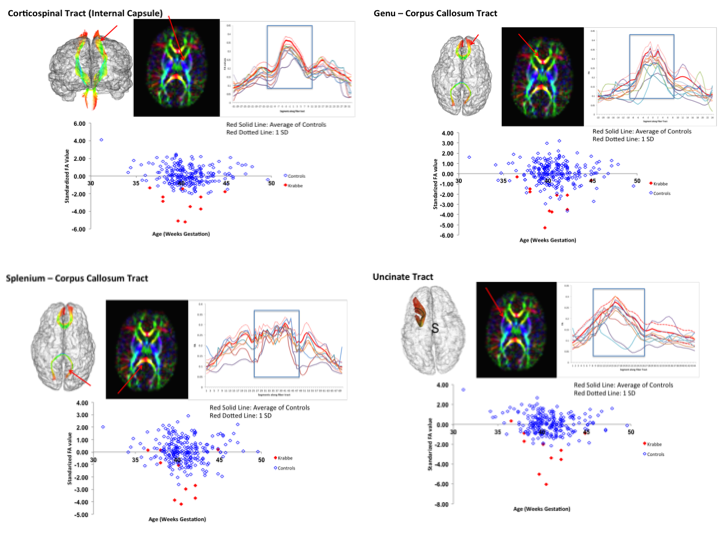 Corticospinal Tract (Internal Capsule)
Red Solid Line: Average of Controls
Red Dotted Line: 1 SD
Standardized FA Value
6.00
4.00
2.00
0.00
-2.00
-4.00
-6.00
30
35
40
45
50
Controls
Krabbe
Age (Weeks Gestation)
Genu – Corpus Callosum Tract
Red Solid Line: Average of Controls
Red Dotted Line: 1 SD
Standarized FA value
4.00
3.00
2.00
1.00
0.00
-1.00
-2.00
-3.00
-4.00
-5.00
-6.00
30
35
40
45
50
Krabbe
Controls
Age (Weeks Gestation)
Splenium – Corpus Callosum Tract
Red Solid Line: Average of Controls
Red Dotted Line: 1 SD
Standarized FA value
4.00
3.00
2.00
1.00
0.00
-1.00
-2.00
-3.00
-4.00
-5.00
30
35
40
45
50
Krabbe
Controls
Age (Weeks Gestation)
Uncinate Tract
S
Red Solid Line: Average of Controls
Red Dotted Line: 1 SD
Standarized FA value
4.00
2.00
0.00
-2.00
-4.00
-6.00
-8.00
30
35
40
45
50
Krabbe
Controls
Age (Weeks Gestation)